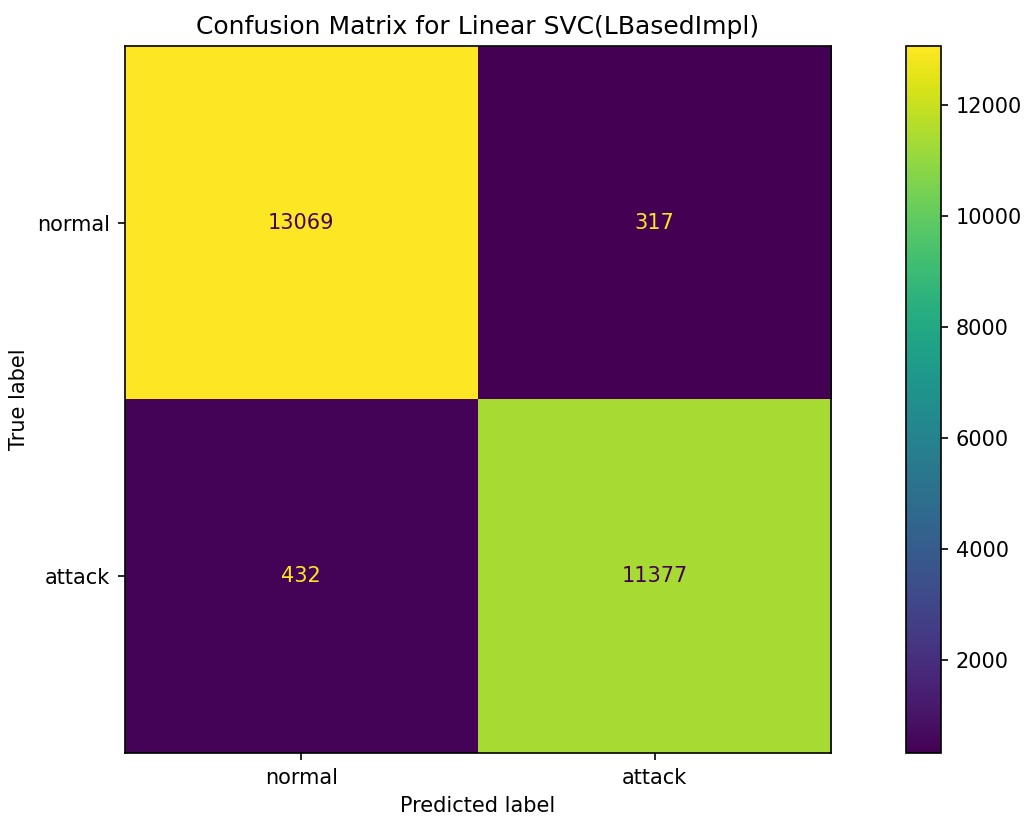 Confusion Matrix for Linear SVC(LBasedImpl)
True label
normal
attack
13069
317
432
11377
normal
attack
Predicted label
12000
10000
8000
6000
4000
2000